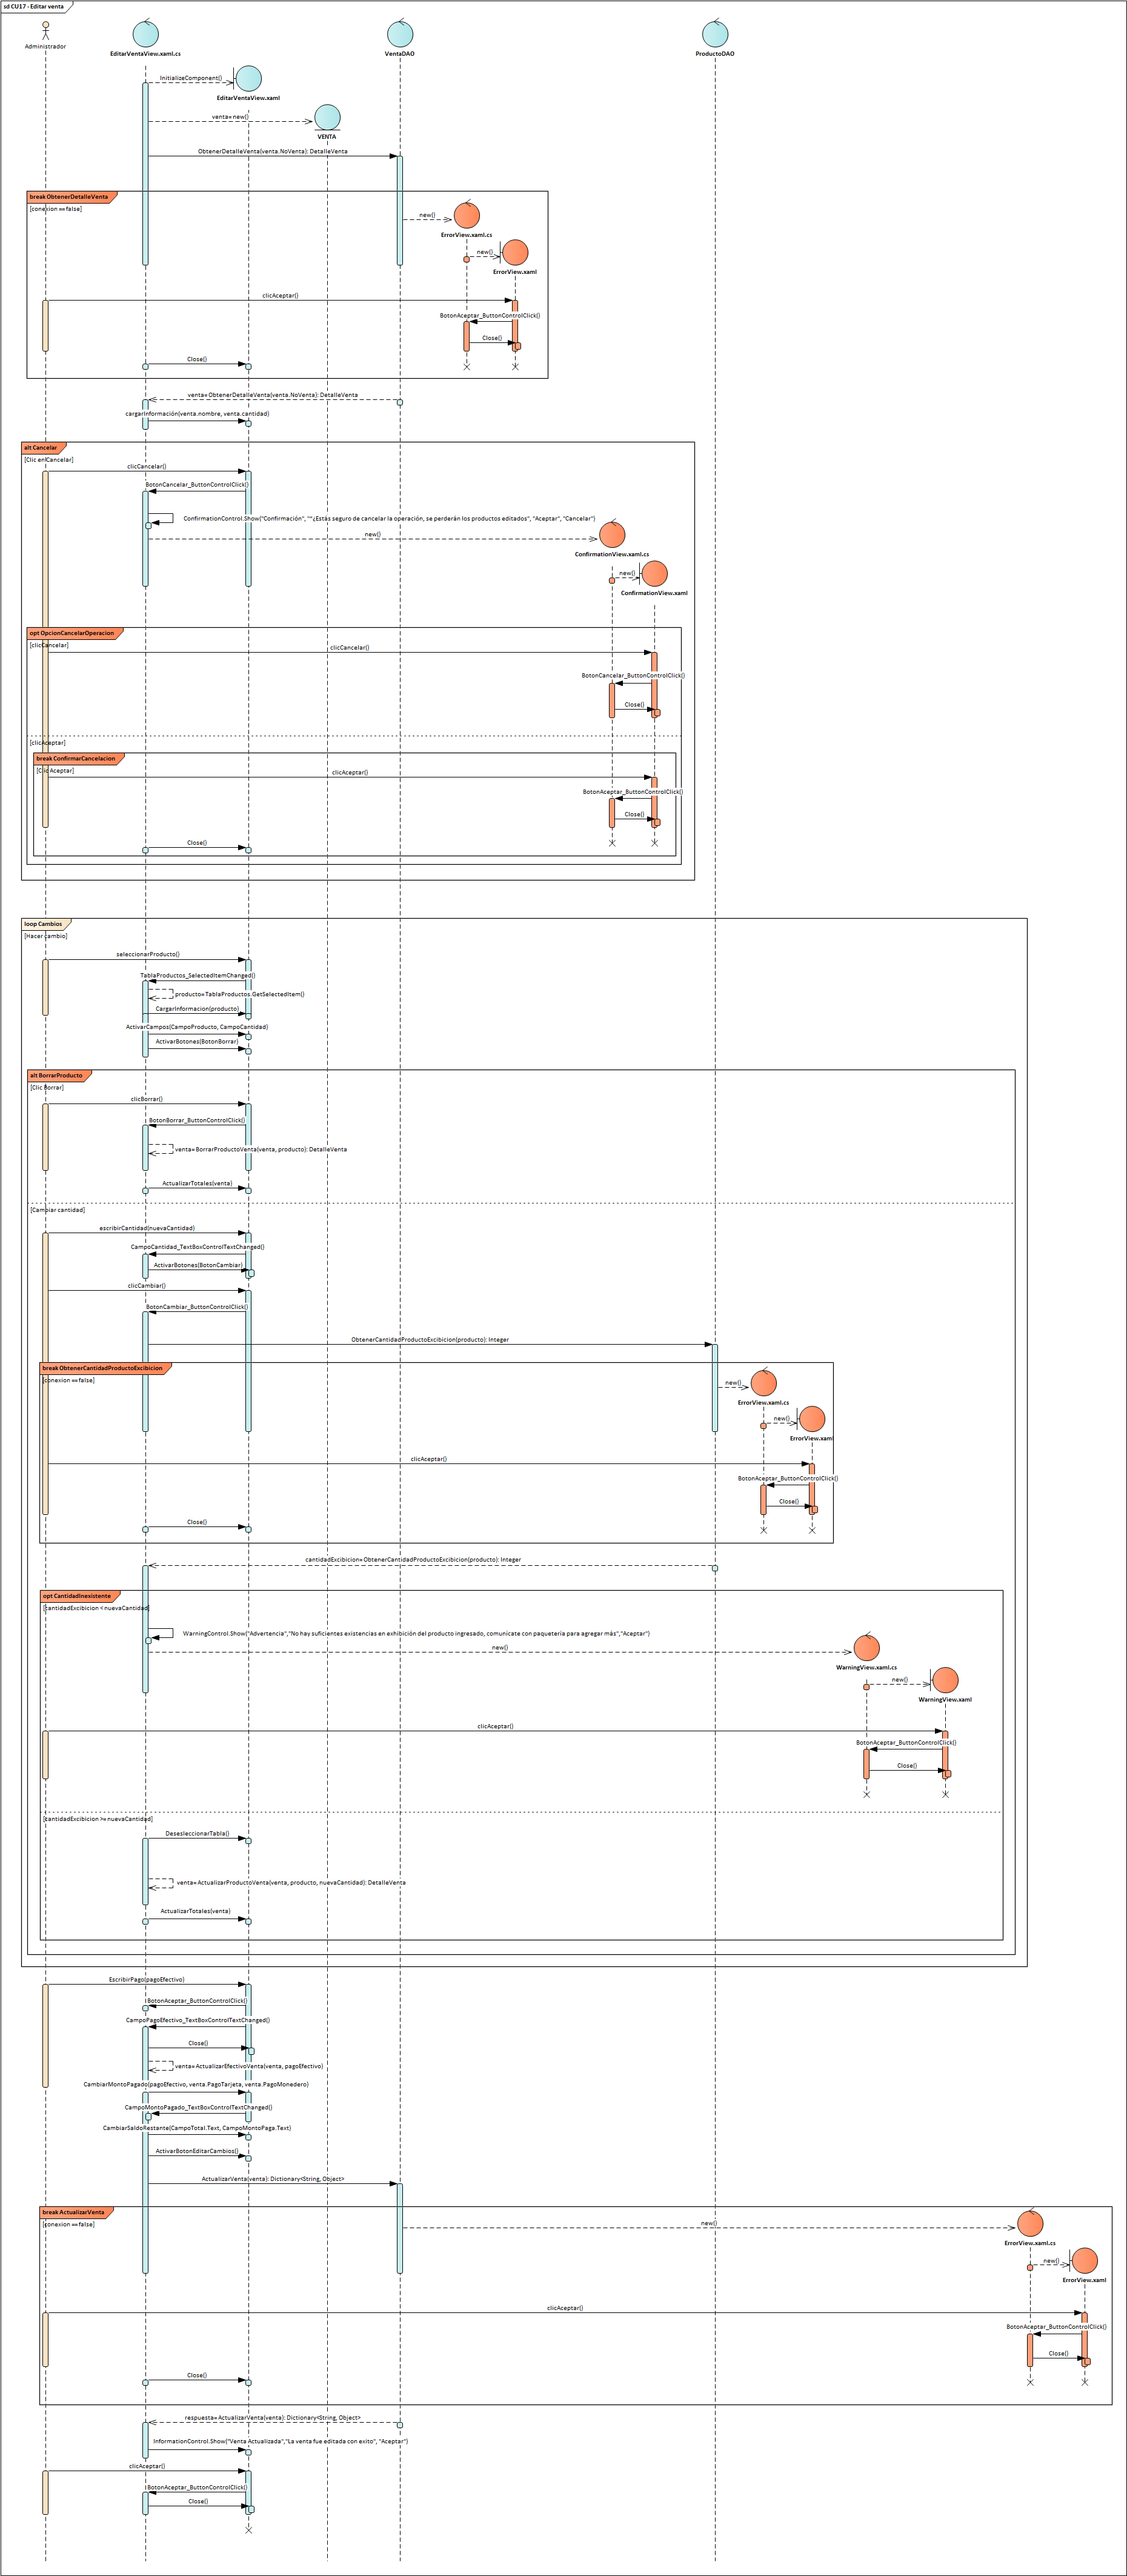 sd CU17 - Editar venta
Administrador
EditarVentaView.xaml.cs
VentaDAO
ProductoDAO
InitializeComponent()
EditarVentaView.xaml
venta= new()
VENTA
ObtenerDetalleVenta(venta.NoVenta): DetalleVenta
break ObtenerDetalleVenta
[conexion == false]
new()
ErrorView.xaml.cs
new()
ErrorView.xaml
clicAceptar()
BotonAceptar_ButtonControlClick()
Close()
Close()
venta= ObtenerDetalleVenta(venta.NoVenta): DetalleVenta
cargarInformación(venta.nombre, venta.cantidad)
alt Cancelar
[Clic en Cancelar]
clicCancelar()
BotonCancelar_ButtonControlClick()
ConfirmationControl.Show("Confirmación", ""¿Estás seguro de cancelar la operación, se perderán los productos editados", "Aceptar", "Cancelar")
new()
ConfirmationView.xaml.cs
new()
ConfirmationView.xaml
opt OpcionCancelarOperacion
[clicCancelar]
clicCancelar()
BotonCancelar_ButtonControlClick()
Close()
[clicAceptar]
break ConfirmarCancelacion
[Clic Aceptar]
clicAceptar()
BotonAceptar_ButtonControlClick()
Close()
Close()
loop Cambios
[Hacer cambio]
seleccionarProducto()
TablaProductos_SelectedItemChanged()
producto= TablaProductos.GetSelectedItem()
CargarInformacion(producto)
ActivarCampos(CampoProducto, CampoCantidad)
ActivarBotones(BotonBorrar)
alt BorrarProducto
[Clic Borrar]
clicBorrar()
BotonBorrar_ButtonControlClick()
venta= BorrarProductoVenta(venta, producto): DetalleVenta
ActualizarTotales(venta)
[Cambiar cantidad]
escribirCantidad(nuevaCantidad)
CampoCantidad_TextBoxControlTextChanged()
ActivarBotones(BotonCambiar)
clicCambiar()
BotonCambiar_ButtonControlClick()
ObtenerCantidadProductoExcibicion(producto): Integer
break ObtenerCantidadProductoExcibicion
[conexion == false]
new()
ErrorView.xaml.cs
new()
ErrorView.xaml
clicAceptar()
BotonAceptar_ButtonControlClick()
Close()
Close()
cantidadExcibicion= ObtenerCantidadProductoExcibicion(producto): Integer
opt CantidadInexistente
[cantidadExcibicion < nuevaCantidad]
WarningControl.Show("Advertencia","No hay suficientes existencias en exhibición del producto ingresado, comunícate con paquetería para agregar más","Aceptar")
new()
WarningView.xaml.cs
new()
WarningView.xaml
clicAceptar()
BotonAceptar_ButtonControlClick()
Close()
[cantidadExcibicion >= nuevaCantidad]
DesesleccionarTabla()
venta= ActualizarProductoVenta(venta, producto, nuevaCantidad): DetalleVenta
ActualizarTotales(venta)
EscribirPago(pagoEfectivo)
BotonAceptar_ButtonControlClick()
CampoPagoEfectivo_TextBoxControlTextChanged()
Close()
venta= ActualizarEfectivoVenta(venta, pagoEfectivo)
CambiarMontoPagado(pagoEfectivo, venta.PagoTarjeta, venta.PagoMonedero)
CampoMontoPagado_TextBoxControlTextChanged()
CambiarSaldoRestante(CampoTotal.Text, CampoMontoPaga.Text)
ActivarBotonEditarCambios()
ActualizarVenta(venta): Dictionary<String, Object>
break ActualizarVenta
[conexion == false]
new()
ErrorView.xaml.cs
new()
ErrorView.xaml
clicAceptar()
BotonAceptar_ButtonControlClick()
Close()
Close()
respuesta= ActualizarVenta(venta): Dictionary<String, Object>
InformationControl.Show("Venta Actualizada","La venta fue editada con exito", "Aceptar")
clicAceptar()
BotonAceptar_ButtonControlClick()
Close()